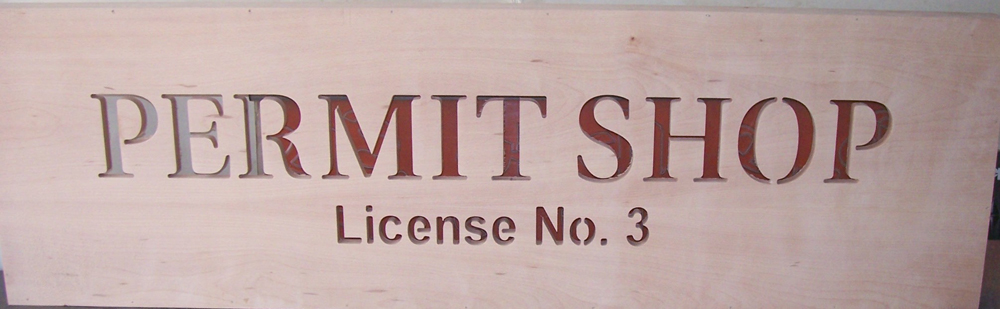 PERMIT SHOP
License No. 3